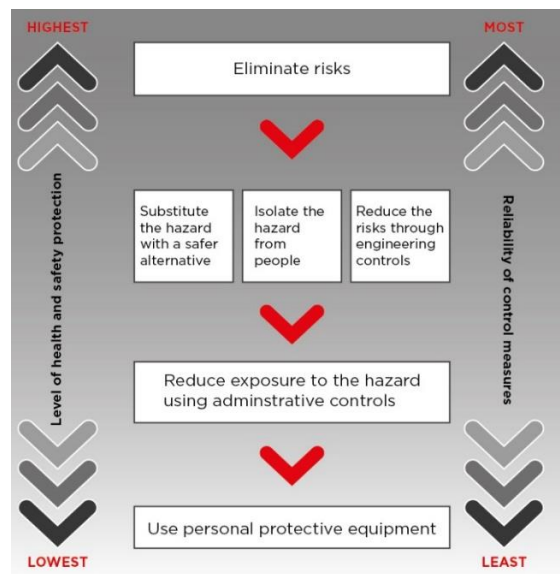 HIGHEST
MOST
Eliminate risks
Substitute
the hazard
with a safer
alternative
Isolate the
hazard
from
people
Reduce the
risks through
engineering
controls
Level of health and safety protection
Reliability of control measures
Reduce exposure to the hazard
using adminstrative controls
Use personal protective equipment
LOWEST
LEAST